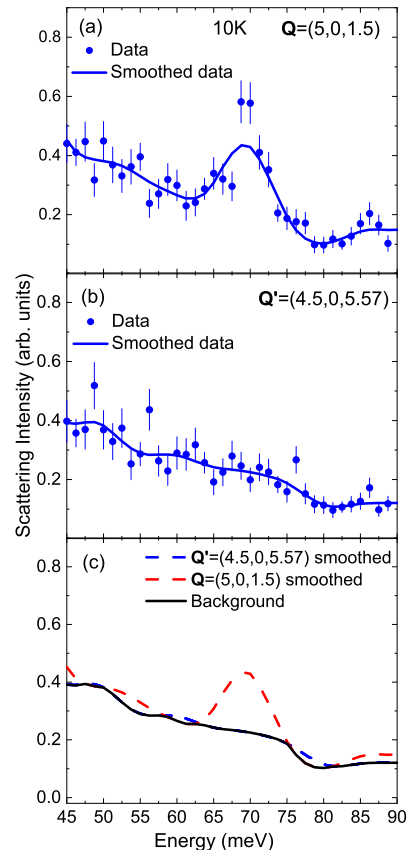 (a) 10K Q=(5,0,1.5)
Data
Smoothed data
0.8
0.6
0.4
0.2
(b) Q'=(4.5,0,5.57)
Data
Smoothed data
0.8
0.6
0.4
0.2
Scattering Intensity (arb. units)
(c) Q'=(4.5,0,5.57) smoothed
Q=(5,0,1.5) smoothed
Background
0.8
0.6
0.4
0.2
0.0
45 50 55 60 65 70 75 80 85 90
Energy (meV)